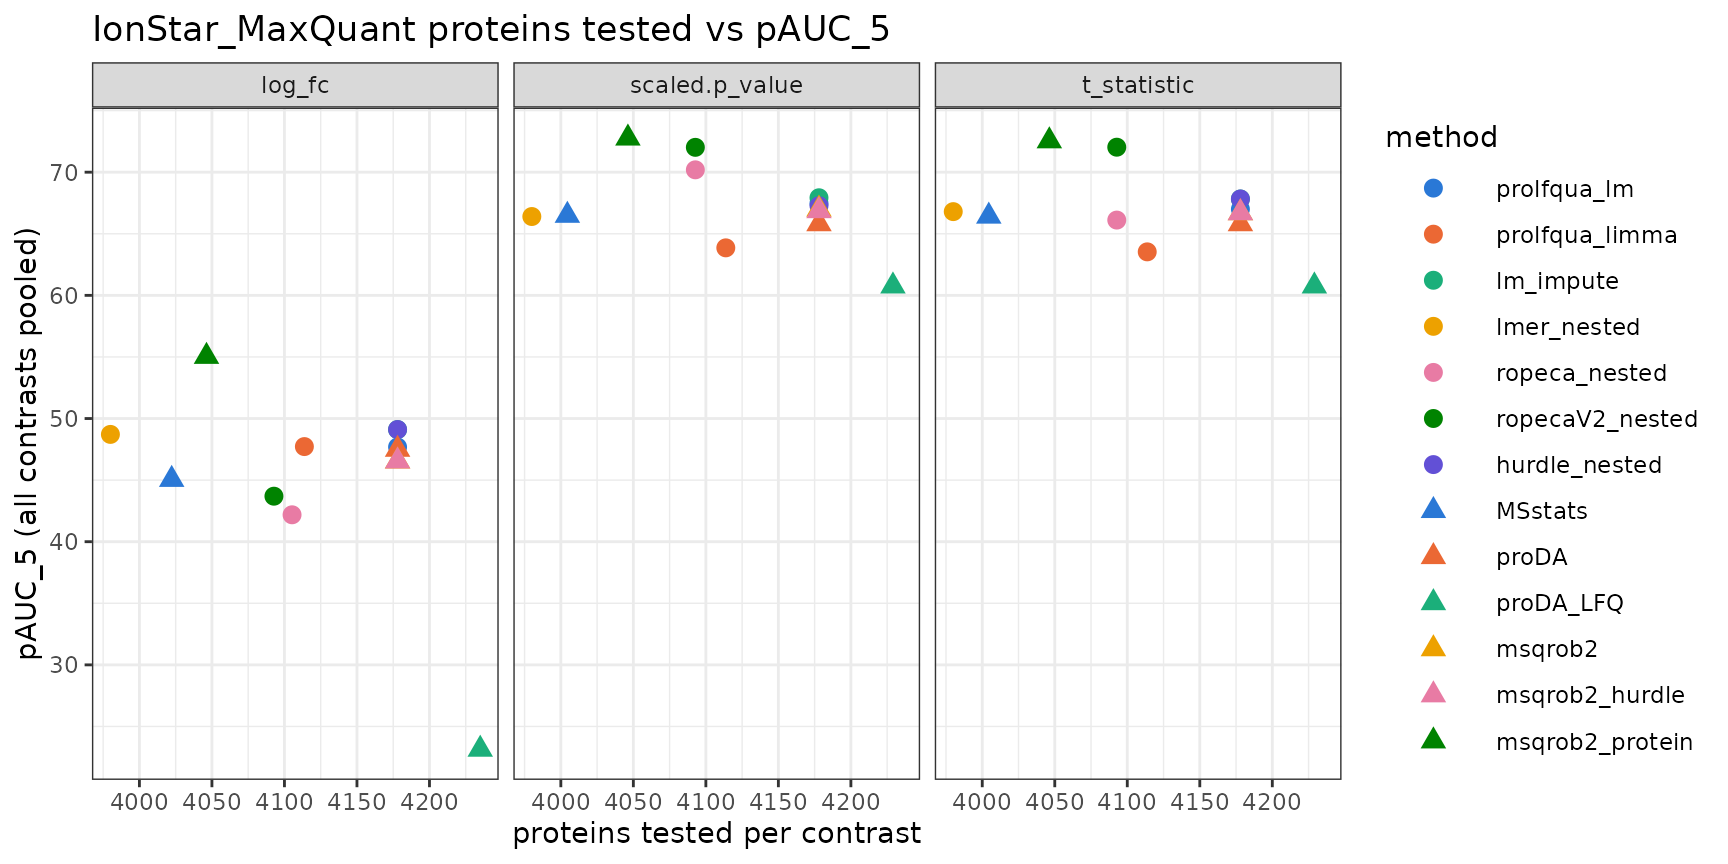 IonStar_MaxQuant proteins tested vs pAUC_5
log_fc
scaled.p_value
t_statistic
pAUC_5 (all contrasts pooled)
70
60
50
40
30
4000 4050 4100 4150 4200
4000 4050 4100 4150 4200
4000 4050 4100 4150 4200
proteins tested per contrast
method
prolfqua_lm
prolfqua_limma
lm_impute
lmer_nested
ropeca_nested
ropecaV2_nested
hurdle_nested
MSstats
proDA
proDA_LFQ
msqrob2
msqrob2_hurdle
msqrob2_protein